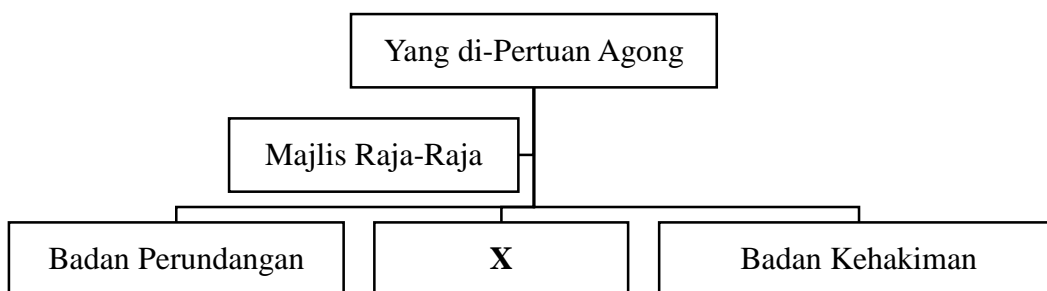 Yang di-Pertuan Agong
Majlis Raja-Raja
Badan Perundangan
X
Badan Kehakiman